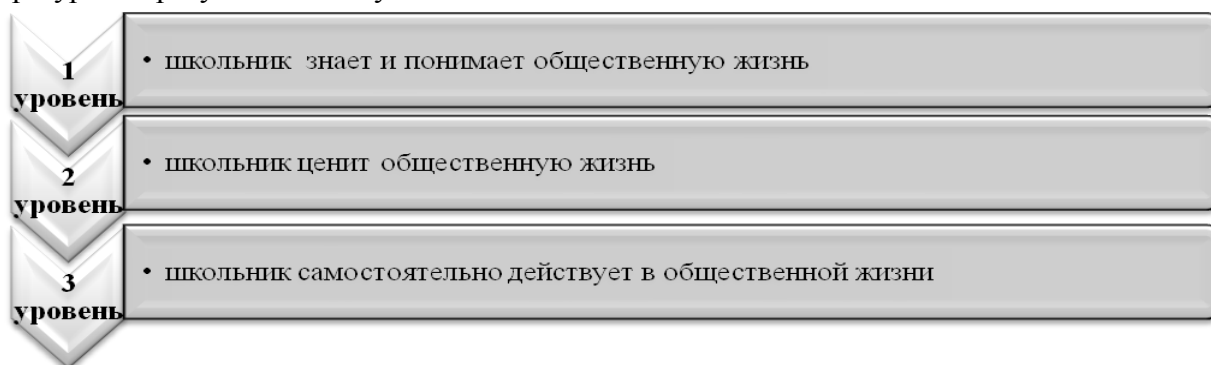 1
уровень
• школьник знает и понимает общественную жизнь
2
уровень
• школьник ценит общественную жизнь
3
уровень
• школьник самостоятельно действует в общественной жизни